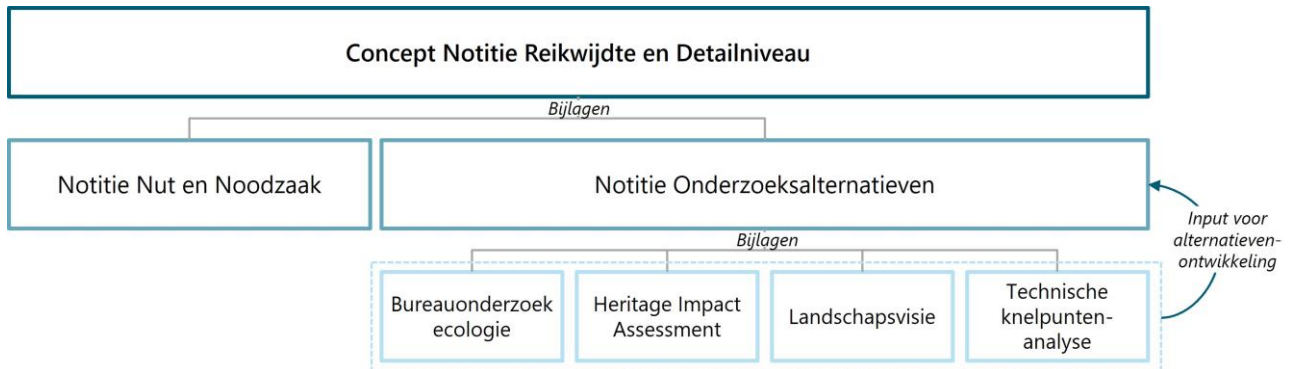 Concept Notitie Reikwijdte en Detailniveau
Bijlagen
Notitie Nut en Noodzaak
Notitie Onderzoeksalternatieven
Bijlagen
Input voor
alternatieven-
ontwikkeling
Bureauonderzoek
ecologie
Heritage Impact
Assessment
Landschapsvisie
Technische
knelpunten-
analyse